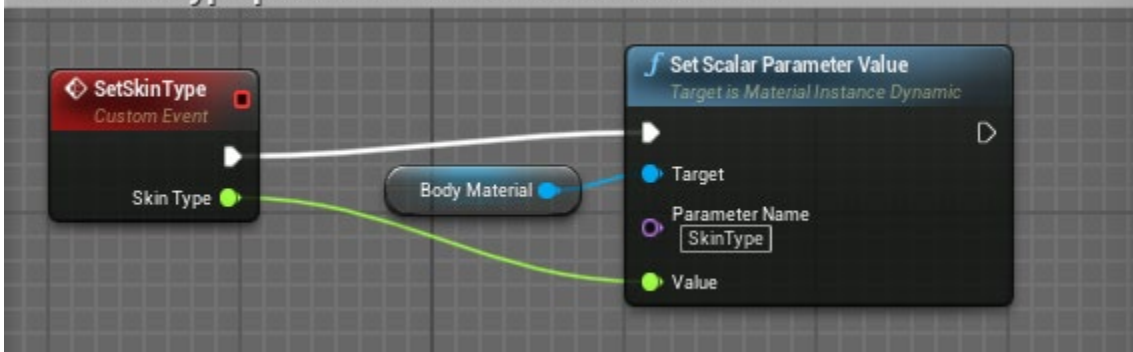 SetSkinType
Custom Event
Skin Type
Body Material
Set Scalar Parameter Value
Target is Material Instance Dynamic
Target
Parameter Name
SkinType
Value